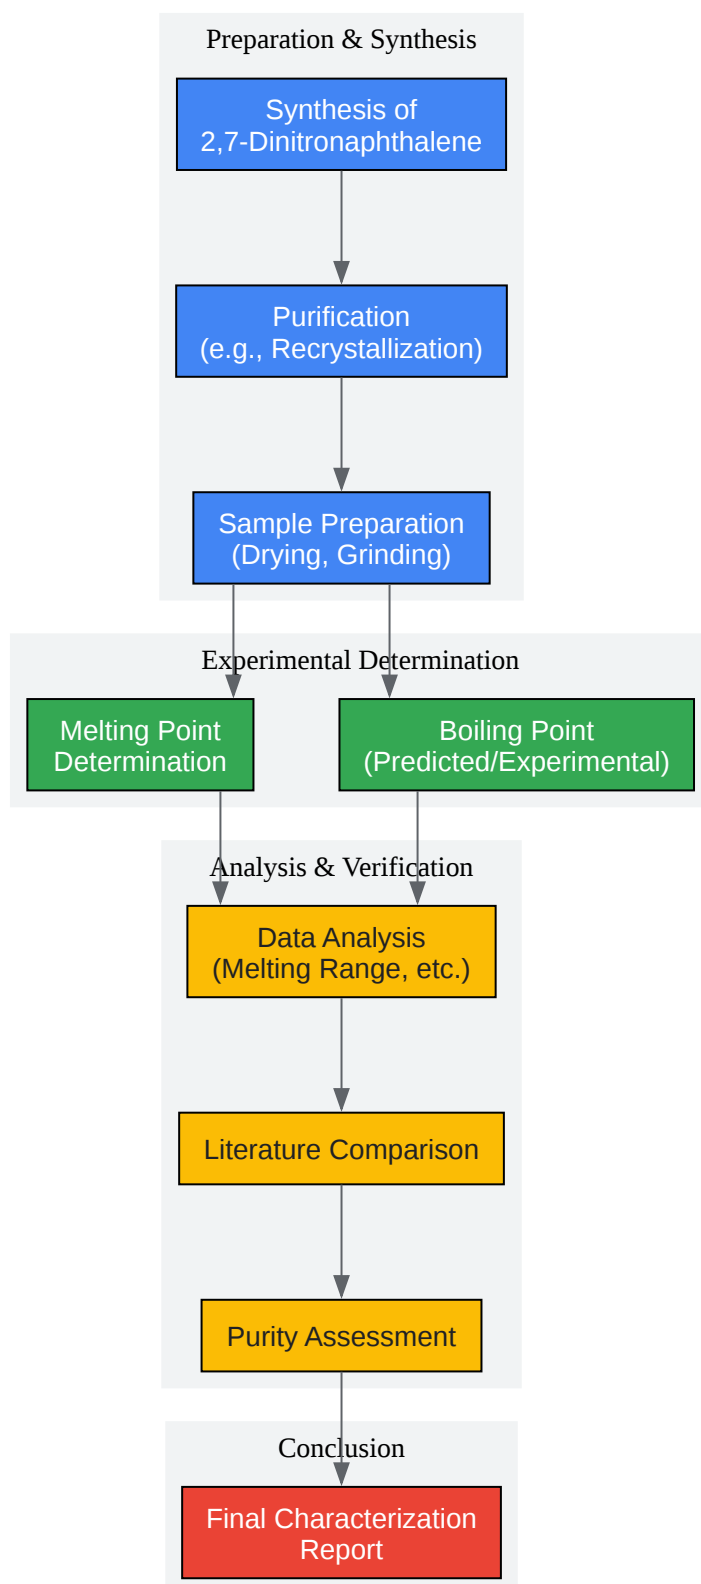 Preparation & Synthesis
Synthesis of
2,7-Dinitronaphthalene
Purification
(e.g., Recrystallization)
Sample Preparation
(Drying, Grinding)
Experimental Determination
Melting Point
Determination
Boiling Point
(Predicted/Experimental)
Analysis & Verification
Data Analysis
(Melting Range, etc.)
Literature Comparison
Purity Assessment
Conclusion
Final Characterization
Report